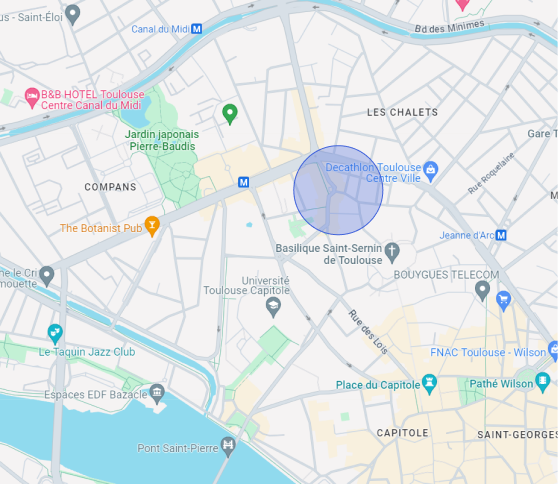 us - Saint-Éloi
Canal du Midi M
Bd des Minimes
B&B HOTEL Toulouse
Centre Canal du Midi
LES CHALETS
Jardin japonais
Pierre-Baudis
Gare T
Decathlon Toulouse
Centre Ville
Rue Roquelaine
M
COMPANS
M
The Botanist Pub
Jeanne d'Arc M
Basilique Saint-Sernin
de Toulouse
ne le Cri
mouette
BOUYGUES TELECOM
Université
Toulouse Capitole
Rue des Lois
Le Taquin Jazz Club
FNAC Toulouse - Wilson
Place du Capitole
Pathé Wilson
Espaces EDF Bazacle
CAPITOLE
SAINT-GEORGES
Pont Saint-Pierre